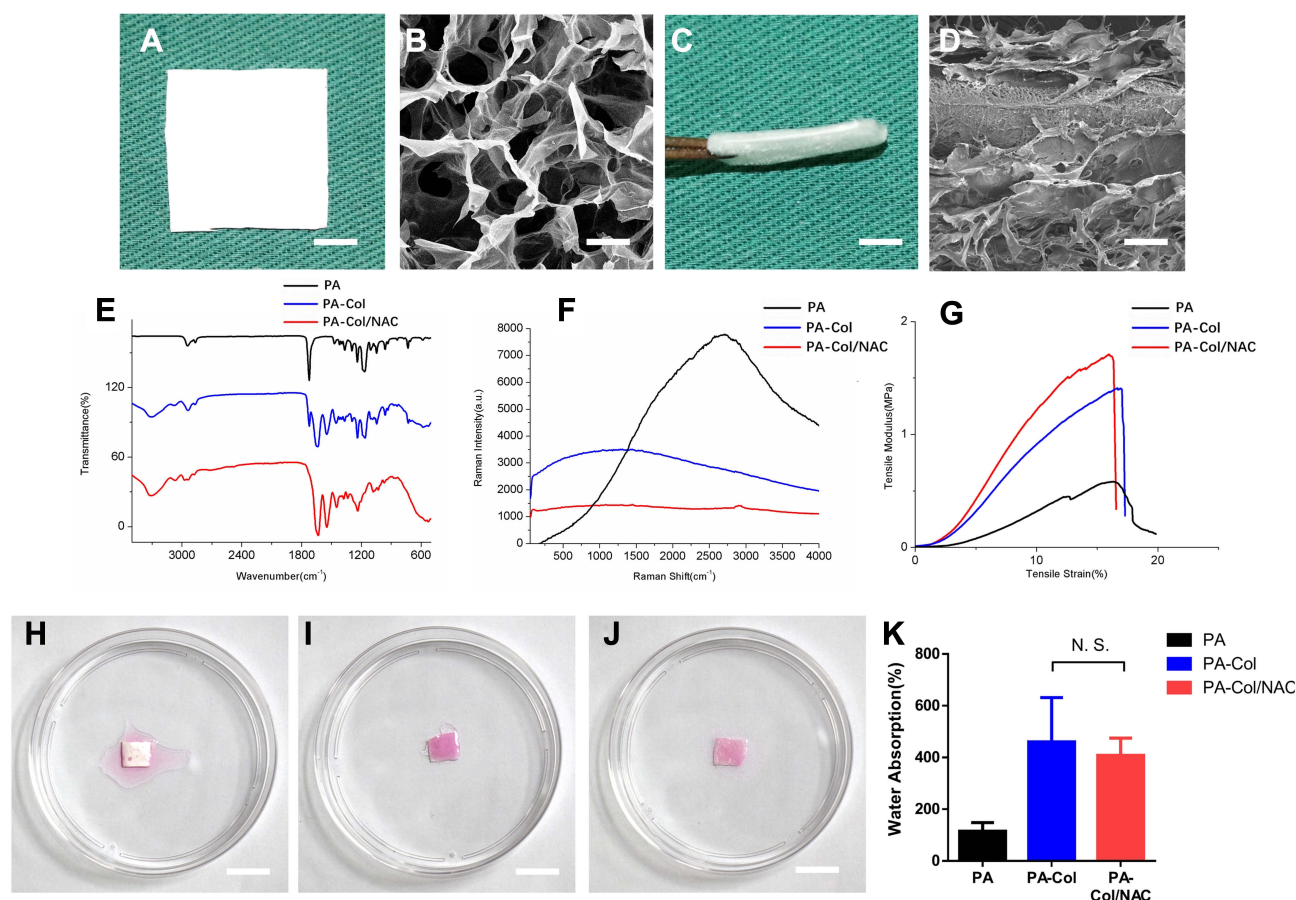 A
B
C
D
E
PA
PA-Col
PA-Col/NAC
Transmittance(%)
120
60
0
3000
2400
1800
1200
600
Wavenumber(cm⁻¹)
F
PA
PA-Col
PA-Col/NAC
Raman Intensity(a.u.)
8000
7000
6000
5000
4000
3000
2000
1000
0
500
1000
1500
2000
2500
3000
3500
4000
Raman Shift(cm⁻¹)
G
PA
PA-Col
PA-Col/NAC
Tensile Modulus(MPa)
2
1
0
0
10
20
Tensile Strain(%)
H
I
J
K
PA
PA-Col
PA-Col/NAC
N. S.
Water Absorption(%)
800
600
400
200
0
PA
PA-Col
PA-
Col/NAC